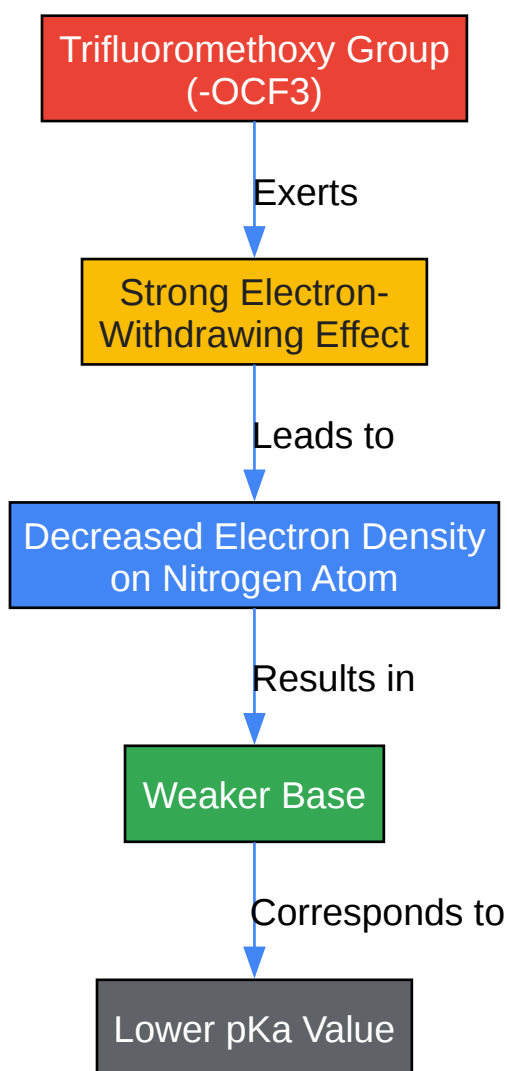 Trifluoromethoxy Group
(-OCF3)
Exerts
Strong Electron-
Withdrawing Effect
Leads to
Decreased Electron Density
on Nitrogen Atom
Results in
Weaker Base
Corresponds to
Lower pKa Value